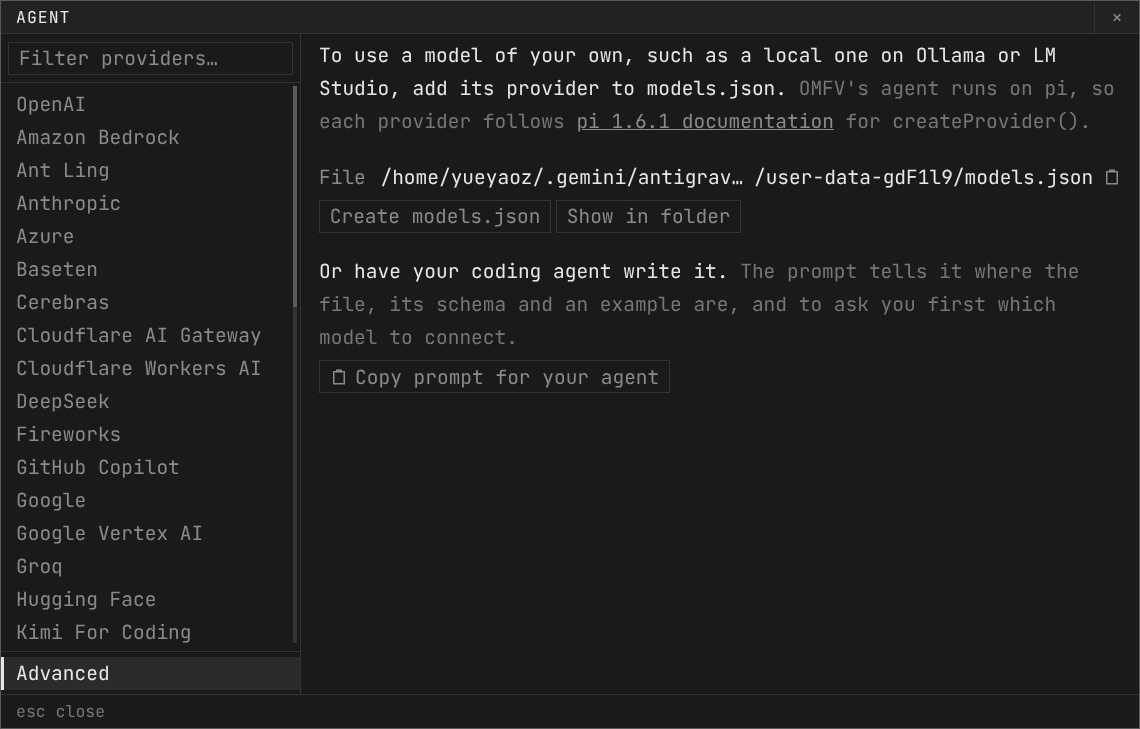 AGENT
×
Filter providers…
OpenAI
Amazon Bedrock
Ant Ling
Anthropic
Azure
Baseten
Cerebras
Cloudflare AI Gateway
Cloudflare Workers AI
DeepSeek
Fireworks
GitHub Copilot
Google
Google Vertex AI
Groq
Hugging Face
Kimi For Coding
Advanced
To use a model of your own, such as a local one on Ollama or LM
Studio, add its provider to models.json. OMFV's agent runs on pi, so
each provider follows pi 1.6.1 documentation for createProvider().
File /home/yueyaoz/.gemini/antigrav… /user-data-gdF1l9/models.json
Create models.json Show in folder
Or have your coding agent write it. The prompt tells it where the
file, its schema and an example are, and to ask you first which
model to connect.
Copy prompt for your agent
esc close